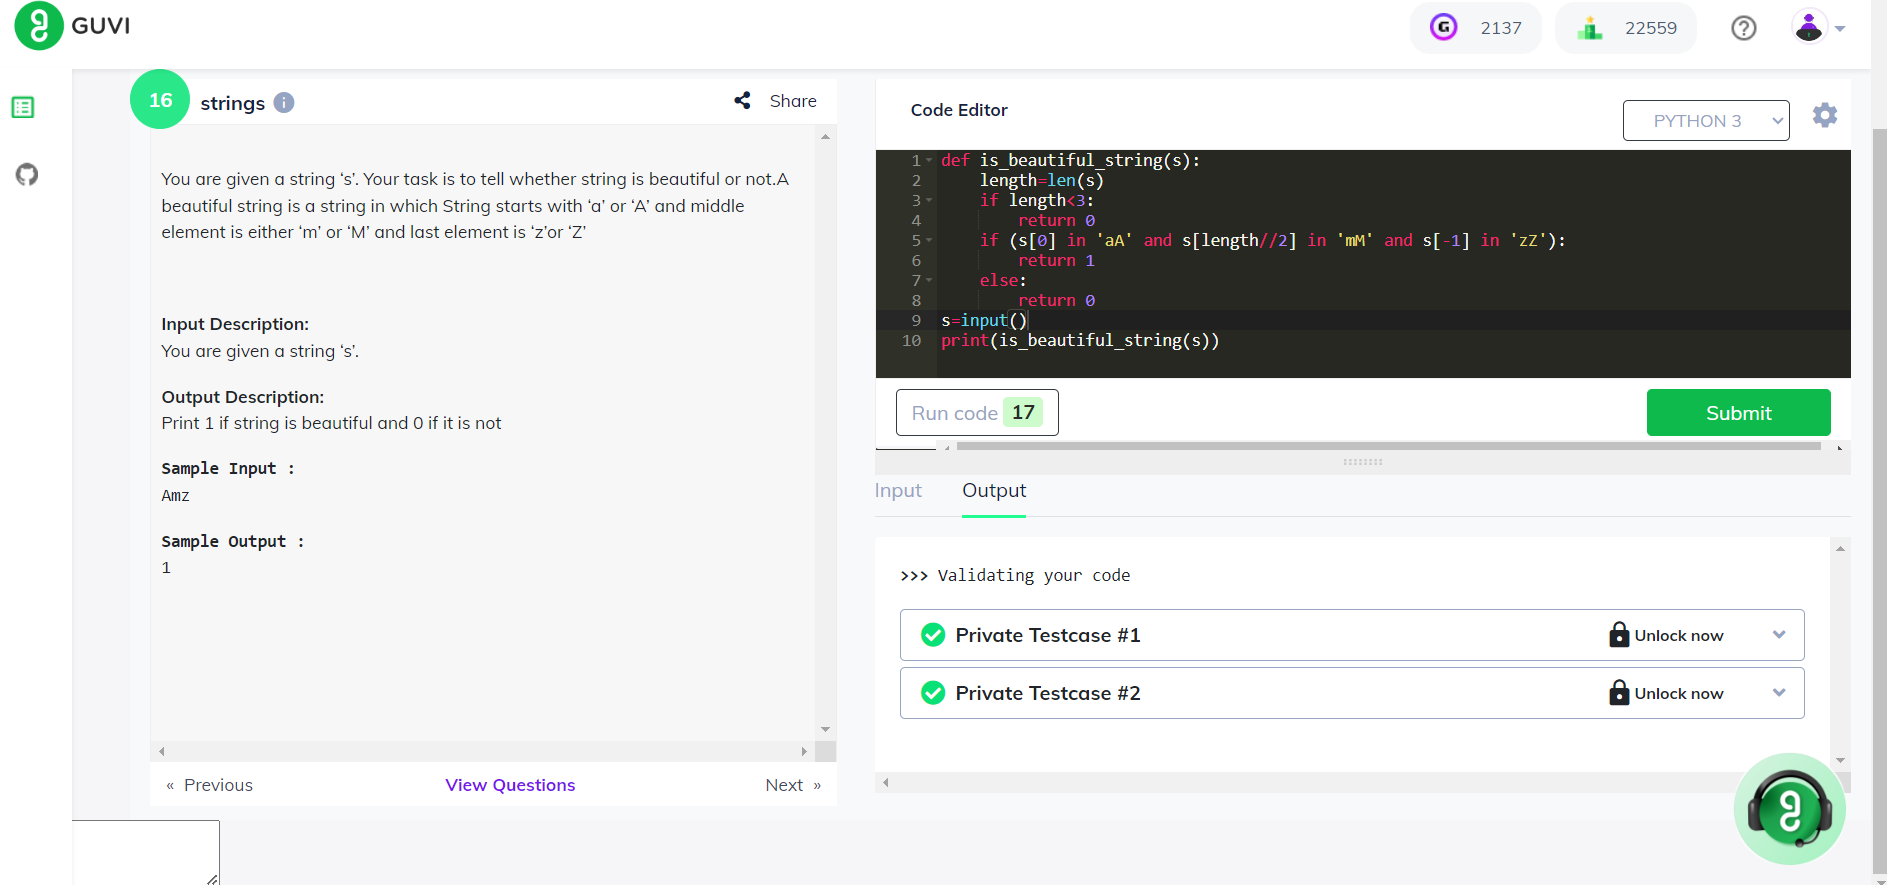 GUVI
2137
22559
16
strings
Share
You are given a string ‘s’. Your task is to tell whether string is beautiful or not.A
beautiful string is a string in which String starts with ‘a’ or ‘A’ and middle
element is either ‘m’ or ‘M’ and last element is ‘z’or ‘Z’
Input Description:
You are given a string ‘s’.
Output Description:
Print 1 if string is beautiful and 0 if it is not
Sample Input :
Amz
Sample Output :
1
« Previous
View Questions
Next »
Code Editor
PYTHON 3
1 def is_beautiful_string(s):
2     length=len(s)
3     if length<3:
4         return 0
5     if (s[0] in 'aA' and s[length//2] in 'mM' and s[-1] in 'zZ'):
6         return 1
7     else:
8         return 0
9 s=input()
10 print(is_beautiful_string(s))
Run code 17
Submit
Input
Output
>>> Validating your code
Private Testcase #1
Unlock now
Private Testcase #2
Unlock now